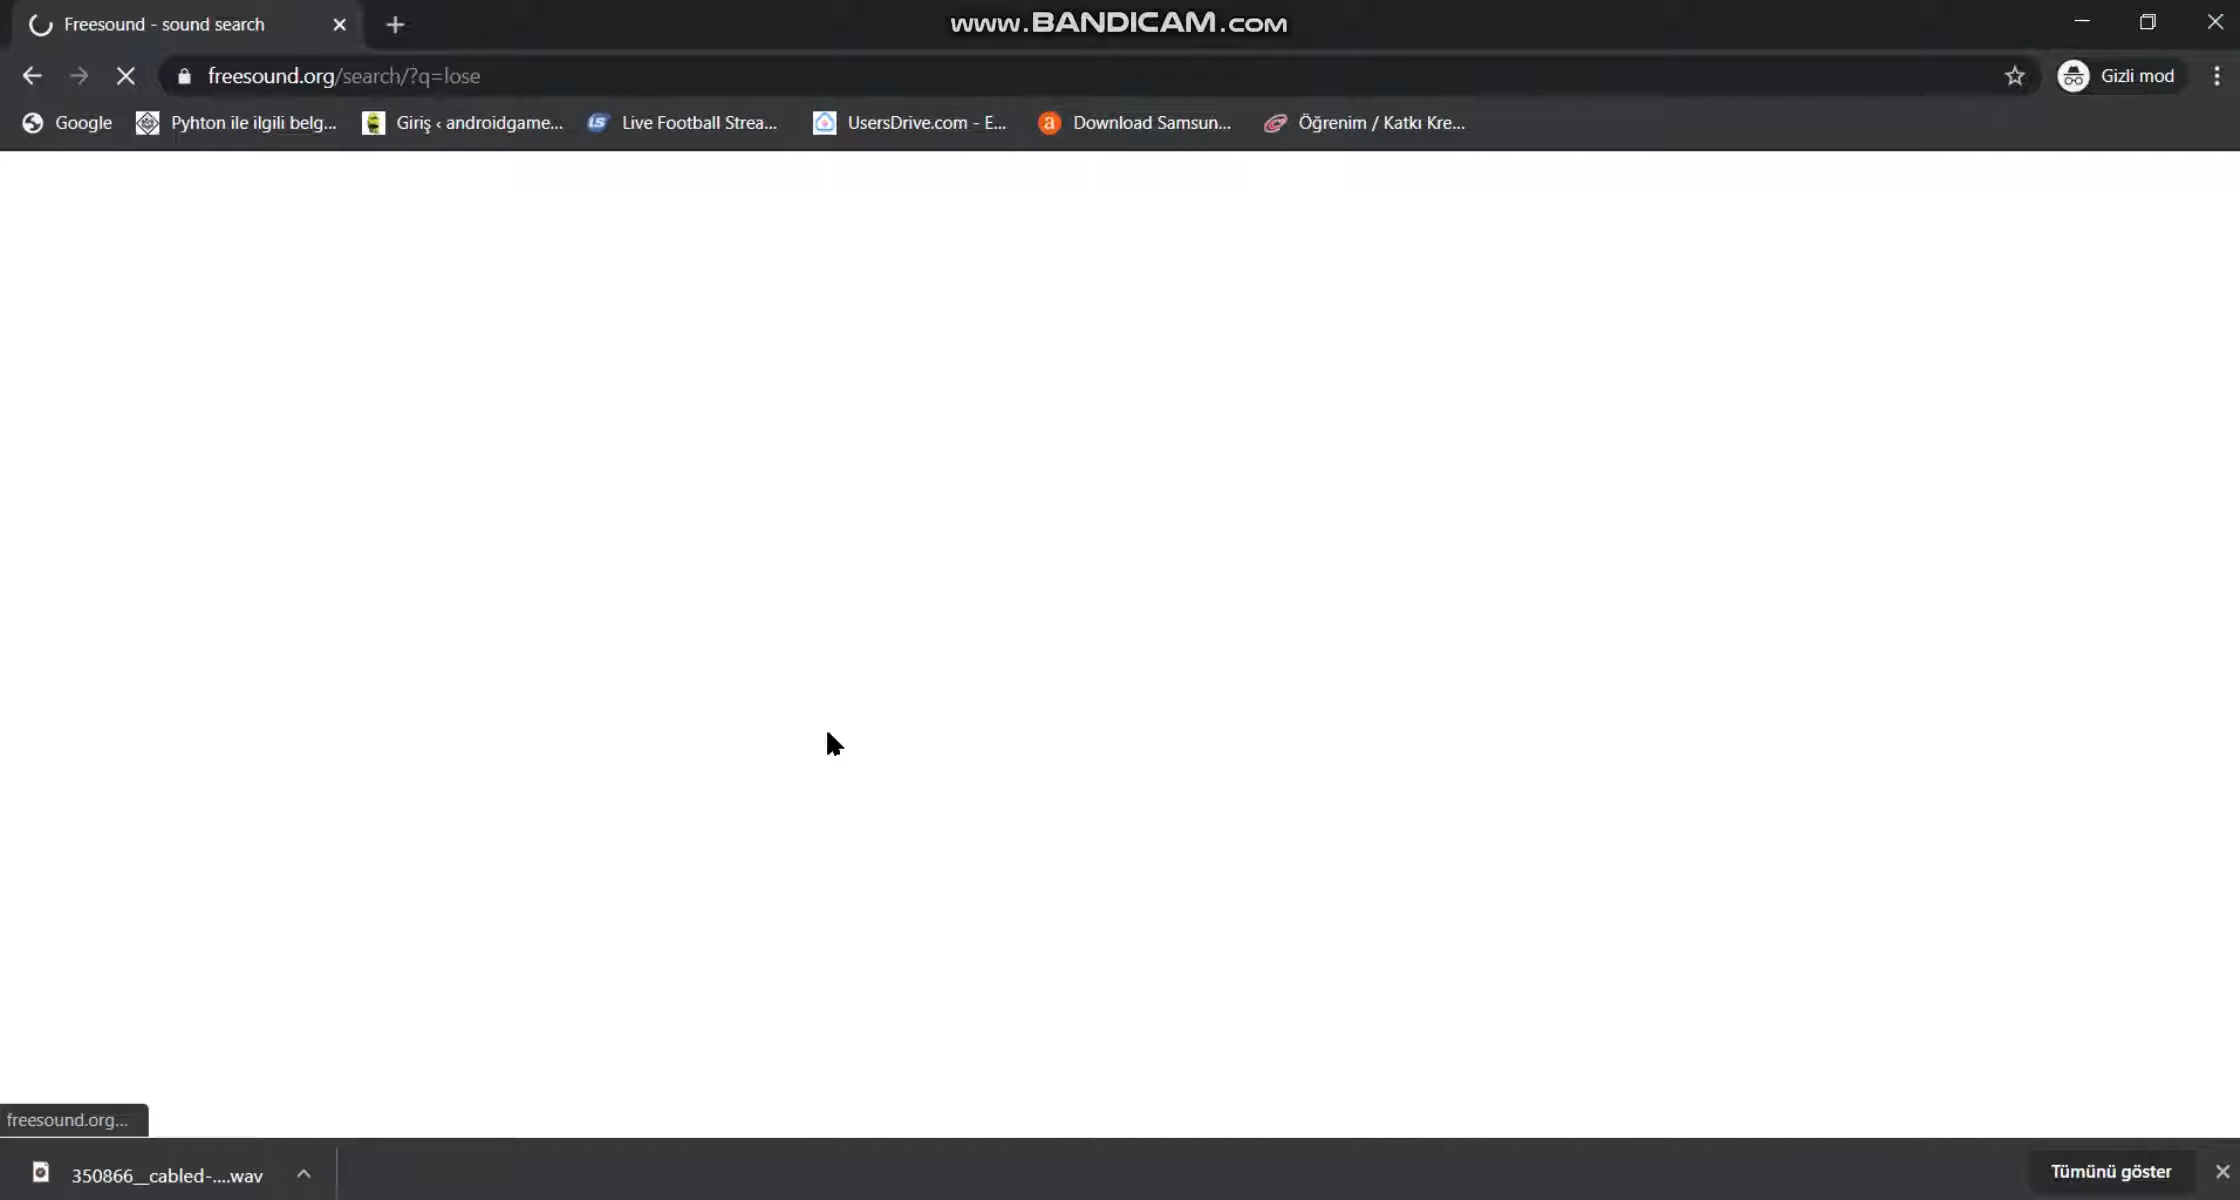 Freesound - sound search
www.BANDICAM.com
freesound.org/search/?q=lose
Gizli mod
Google
Pyhton ile ilgili belg...
Giriş ‹ androidgame...
Live Football Strea...
UsersDrive.com - E...
Download Samsun...
Öğrenim / Katkı Kre...
freesound.org...
350866__cabled-....wav
Tümünü göster